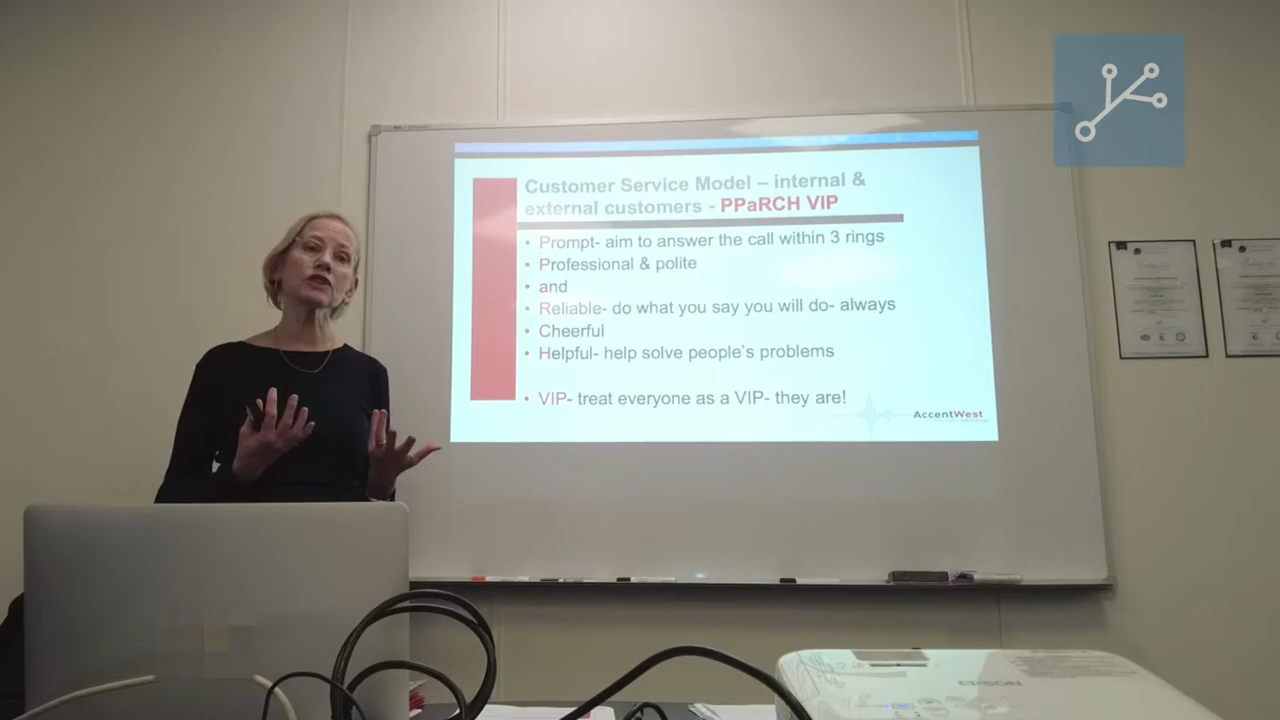 Customer Service Model – internal &
external customers - PPaRCH VIP
• Prompt- aim to answer the call within 3 rings
• Professional & polite
• and
• Reliable- do what you say you will do- always
• Cheerful
• Helpful- help solve people's problems
• VIP- treat everyone as a VIP- they are!
AccentWest
EPSON